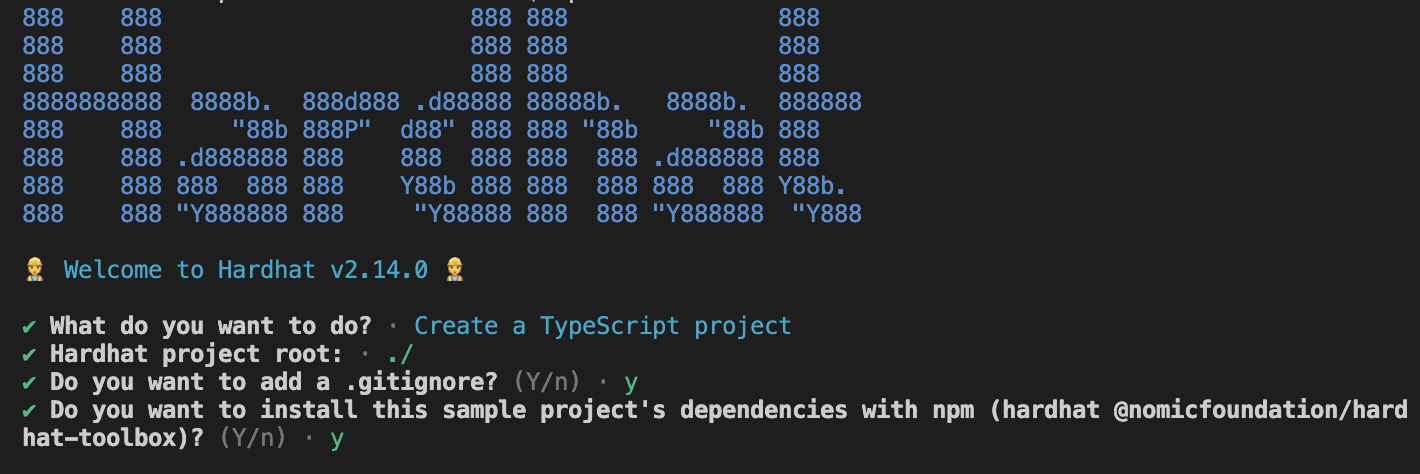 888    888                      888 888               888
888    888                      888 888               888
888    888                      888 888               888
8888888888  8888b.  888d888 .d88888 88888b.   8888b.  888888
888    888     "88b 888P"  d88" 888 888 "88b     "88b 888
888    888 .d888888 888    888  888 888  888 .d888888 888
888    888 888  888 888    Y88b 888 888  888 888  888 Y88b.
888    888 "Y888888 888     "Y88888 888  888 "Y888888  "Y888
👷 Welcome to Hardhat v2.14.0 👷
✔ What do you want to do? · Create a TypeScript project
✔ Hardhat project root: · ./
✔ Do you want to add a .gitignore? (Y/n) · y
✔ Do you want to install this sample project's dependencies with npm (hardhat @nomicfoundation/hard
hat-toolbox)? (Y/n) · y